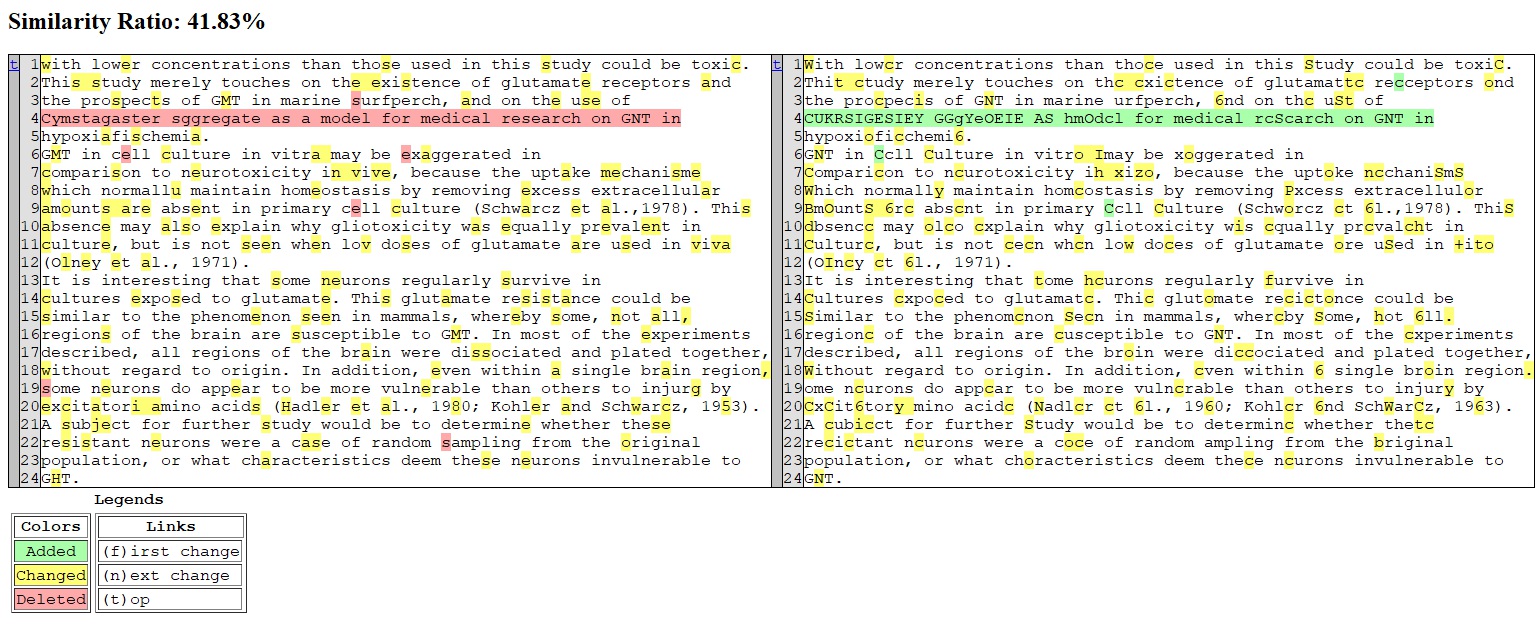 Similarity Ratio: 41.83%
t 1 with lower concentrations than those used in this study could be toxic.
2 This study merely touches on the existence of glutamate receptors and
3 the prospects of GMT in marine surfperch, and on the use of
4 Cymstagaster sggregate as a model for medical research on GNT in
5 hypoxiafischemia.
6 GMT in cell culture in vitra may be exaggerated in
7 comparison to neurotoxicity in vive, because the uptake mechanisme
8 which normallu maintain homeostasis by removing excess extracellular
9 amounts are absent in primary cell culture (Schwarcz et al.,1978). This
10 absence may also explain why gliotoxicity was equally prevalent in
11 culture, but is not seen when lov doses of glutamate are used in viva
12 (Olney et al., 1971).
13 It is interesting that some neurons regularly survive in
14 cultures exposed to glutamate. This glutamate resistance could be
15 similar to the phenomenon seen in mammals, whereby some, not all,
16 regions of the brain are susceptible to GMT. In most of the experiments
17 described, all regions of the brain were dissociated and plated together,
18 without regard to origin. In addition, even within a single brain region,
19 some neurons do appear to be more vulnerable than others to injurg by
20 excitatori amino acids (Hadler et al., 1980; Kohler and Schwarcz, 1953).
21 A subject for further study would be to determine whether these
22 resistant neurons were a case of random sampling from the original
23 population, or what characteristics deem these neurons invulnerable to
24 GHT.
t 1 With lowcr concentrations than thoce used in this Study could be toxiC.
2 Thit ctudy merely touches on thc cxictence of glutamattc recceptors ond
3 the procpecis of GNT in marine urfperch, 6nd on thc uSt of
4 CUKRSIGESIEY GGgYeOEIE AS hmOdcl for medical rcScarch on GNT in
5 hypoxioficchemi6.
6 GNT in Ccll Culture in vitro Imay be xoggerated in
7 Comparicon to ncurotoxicity ih xizo, because the uptoke ncchaniSmS
8 Which normally maintain homcostasis by removing Pxcess extracellulor
9 BmOuntS 6rc abscnt in primary Ccll Culture (Schworcz ct 6l.,1978). ThiS
10 dbsencc may olco cxplain why gliotoxicity wis cqually prcvalcht in
11 Culturc, but is not cecn whcn low doces of glutamate ore uSed in +ito
12 (OIncy ct 6l., 1971).
13 It is interesting that tome hcurons regularly furvive in
14 Cultures cxpoced to glutamatc. Thic glutomate recictonce could be
15 Similar to the phenomcnon Secn in mammals, whercby Some, hot 6ll.
16 regionc of the brain are cusceptible to GNT. In most of the cxperiments
17 described, all regions of the broin were diccociated and plated together,
18 Without regard to origin. In addition, cven within 6 single broin region.
19 ome ncurons do appcar to be more vulncrable than others to injury by
20 CxCit6tory mino acidc (Nadlcr ct 6l., 1960; Kohlcr 6nd SchWarCz, 1963).
21 A cubicct for further Study would be to determinc whether thetc
22 recictant ncurons were a coce of random ampling from the briginal
23 population, or what choracteristics deem thece ncurons invulnerable to
24 GNT.
Legends
Colors Links
Added (f)irst change
Changed (n)ext change
Deleted (t)op